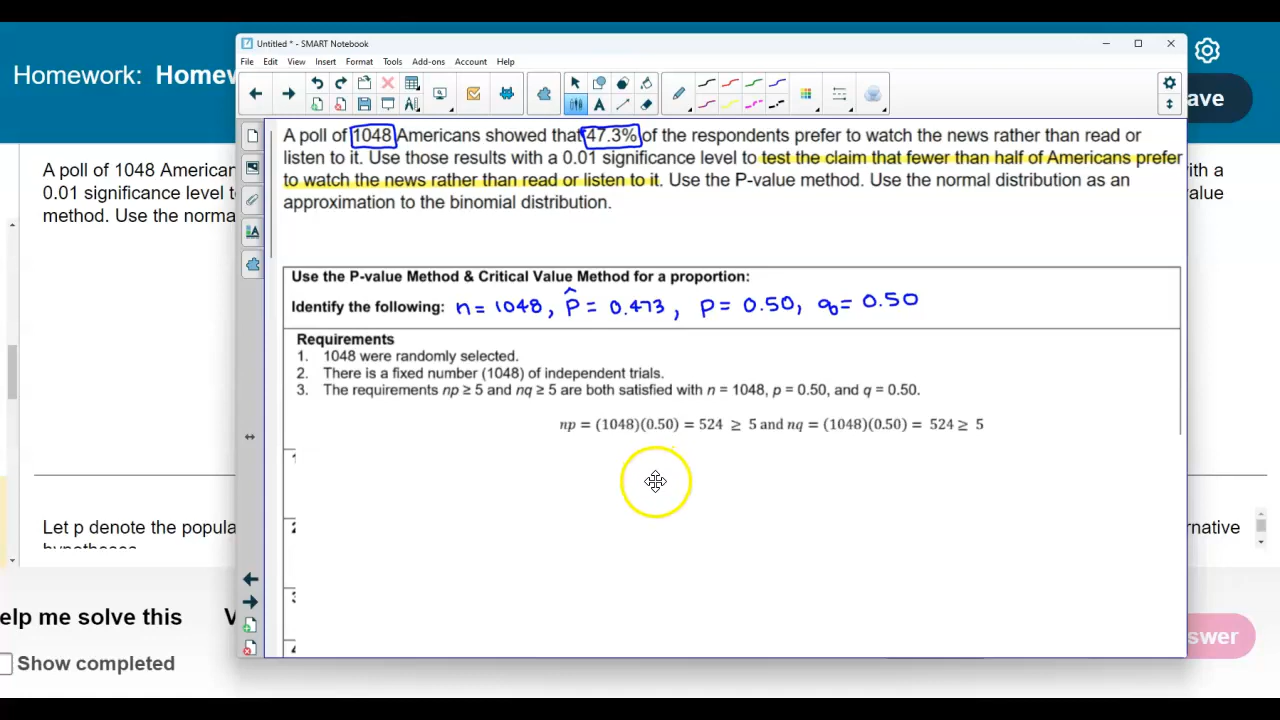 Untitled * - SMART Notebook
File Edit View Insert Format Tools Add-ons Account Help
Homework: Homew
ave
A poll of 1048 Americans showed that 47.3% of the respondents prefer to watch the news rather than read or
listen to it. Use those results with a 0.01 significance level to test the claim that fewer than half of Americans prefer
to watch the news rather than read or listen to it. Use the P-value method. Use the normal distribution as an
approximation to the binomial distribution.
Use the P-value Method & Critical Value Method for a proportion:
Identify the following: n = 1048, p̂ = 0.473, p = 0.50, q = 0.50
Requirements
1. 1048 were randomly selected.
2. There is a fixed number (1048) of independent trials.
3. The requirements np ≥ 5 and nq ≥ 5 are both satisfied with n = 1048, p = 0.50, and q = 0.50.
np = (1048)(0.50) = 524 ≥ 5 and nq = (1048)(0.50) = 524 ≥ 5
A poll of 1048 American
with a
0.01 significance level t
value
method. Use the norma
Let p denote the popula
rnative
elp me solve this
swer
Show completed